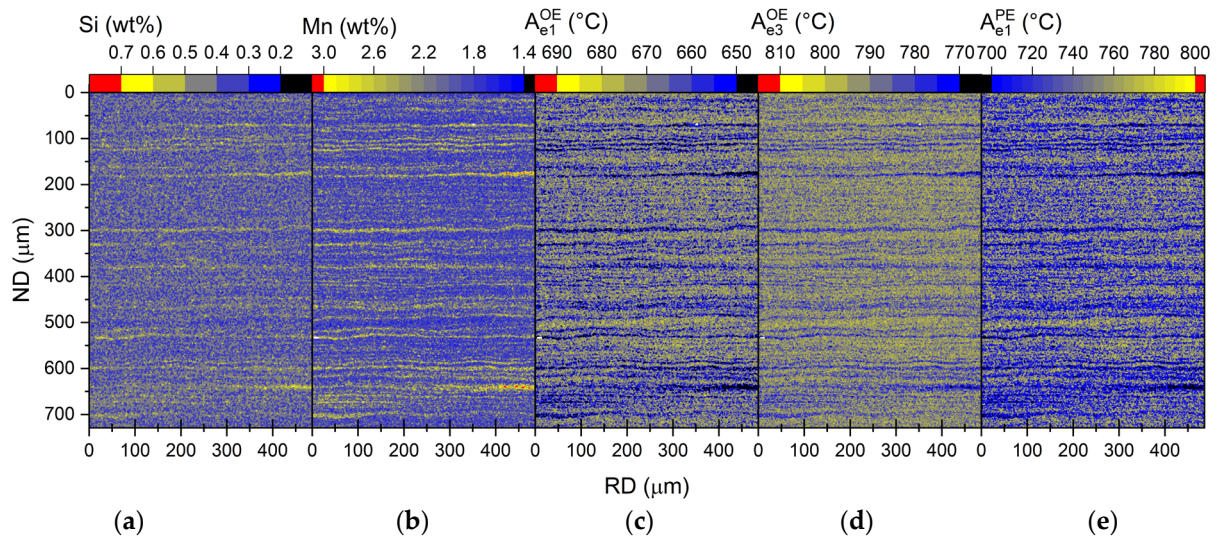 Si (wt%) Mn (wt%) A_e1^OE (°C) A_e3^OE (°C) A_e1^PE (°C)
0.7 0.6 0.5 0.4 0.3 0.2 3.0 2.6 2.2 1.8 1.4 690 680 670 660 650 810 800 790 780 770 700 720 740 760 780 800
0
100
200
300
400
500
600
700
ND (μm)
0 100 200 300 400 0 100 200 300 400 0 100 200 300 400 0 100 200 300 400 0 100 200 300 400
RD (μm)
(a) (b) (c) (d) (e)